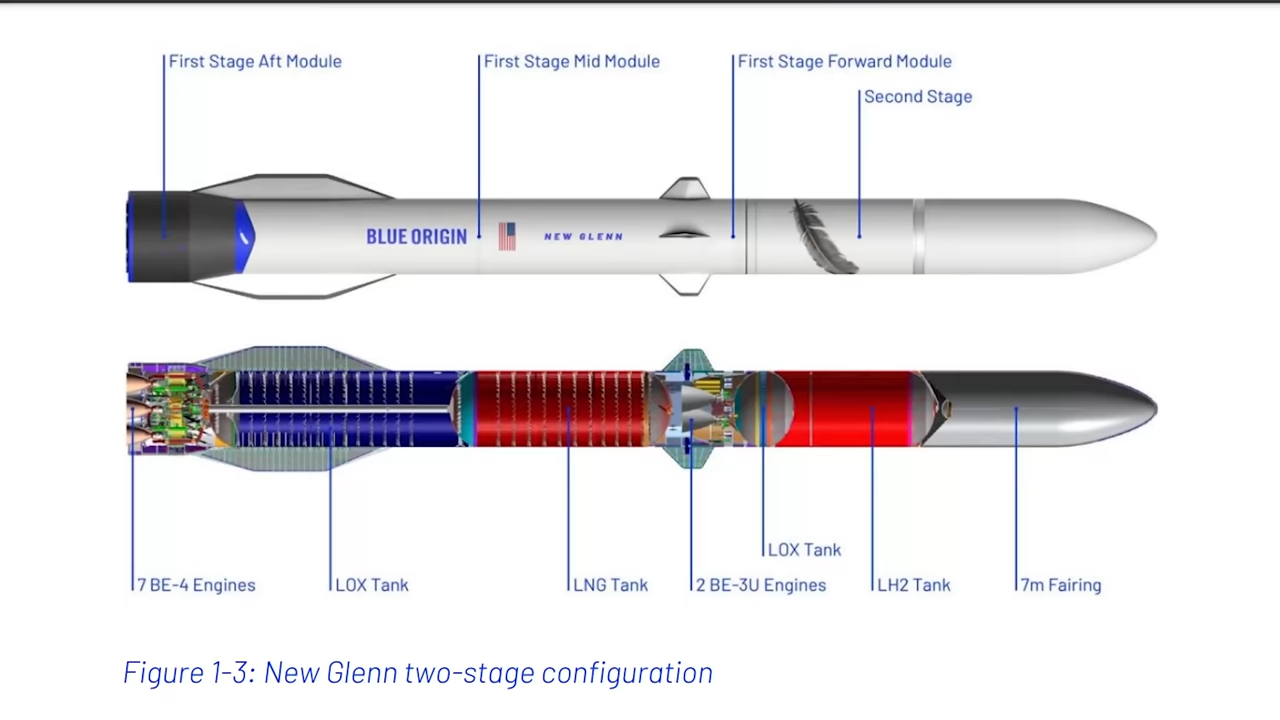 First Stage Aft Module
First Stage Mid Module
First Stage Forward Module
Second Stage
BLUE ORIGIN
NEW GLENN
LOX Tank
7 BE-4 Engines
LOX Tank
LNG Tank
2 BE-3U Engines
LH2 Tank
7m Fairing
Figure 1-3: New Glenn two-stage configuration